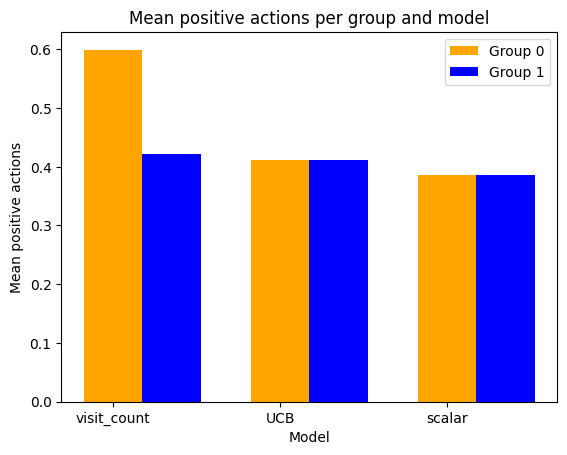 Mean positive actions per group and model
Group 0
Group 1
Mean positive actions
0.6
0.5
0.4
0.3
0.2
0.1
0.0
visit_count
UCB
scalar
Model